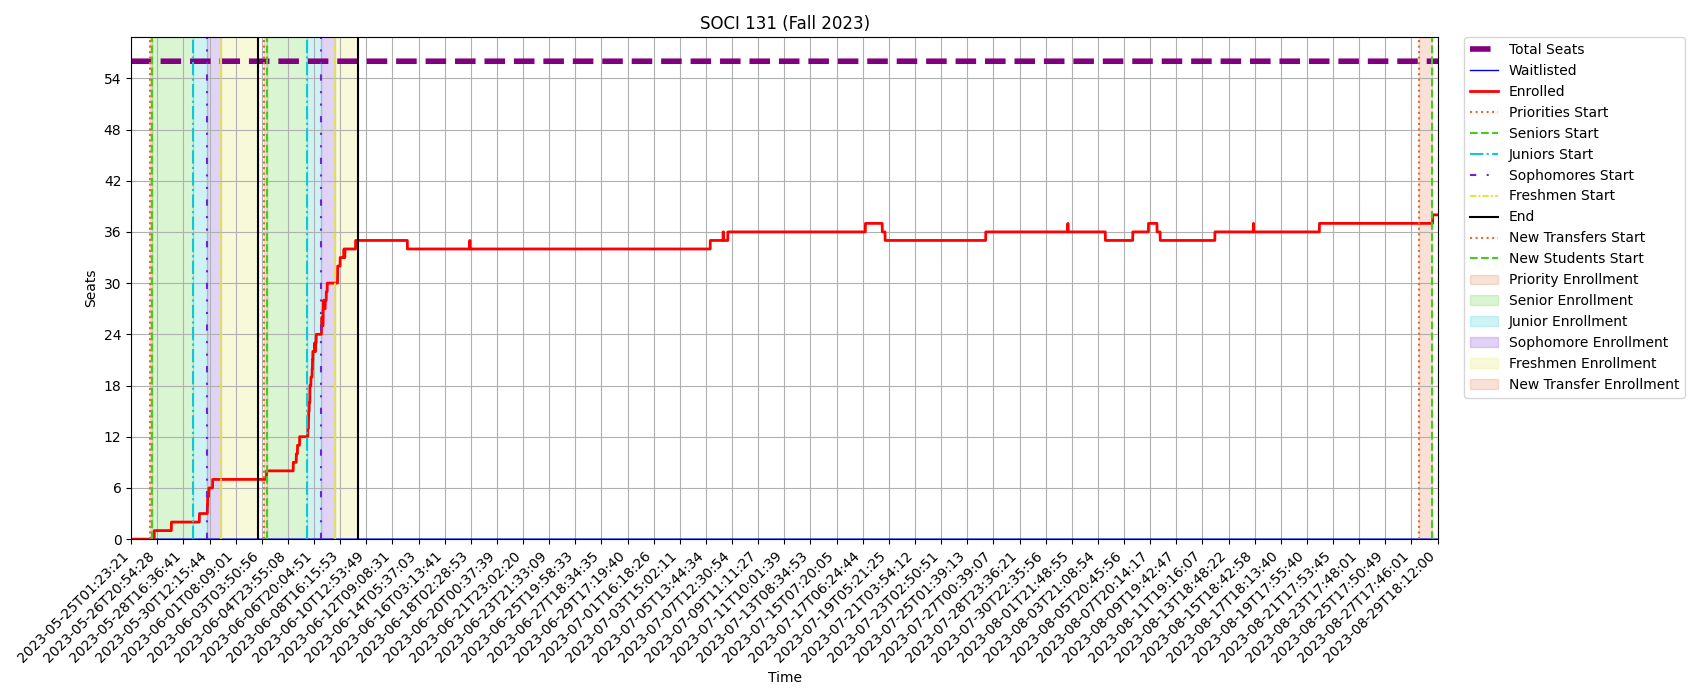 SOCI 131 (Fall 2023)
Seats
54
48
42
36
30
24
18
12
6
0
2023-05-25T01:23:21
2023-05-26T20:54:28
2023-05-28T16:36:41
2023-05-30T12:15:44
2023-06-01T08:09:01
2023-06-03T03:50:56
2023-06-04T23:55:08
2023-06-06T20:04:51
2023-06-08T16:15:53
2023-06-10T12:53:49
2023-06-12T09:08:31
2023-06-14T05:37:03
2023-06-16T03:13:41
2023-06-18T02:28:53
2023-06-20T00:37:39
2023-06-21T23:02:20
2023-06-23T21:33:09
2023-06-25T19:58:33
2023-06-27T18:34:35
2023-06-29T17:19:40
2023-07-01T16:18:26
2023-07-03T15:02:11
2023-07-05T13:44:34
2023-07-07T12:30:54
2023-07-09T11:11:27
2023-07-11T10:01:39
2023-07-13T08:34:53
2023-07-15T07:20:05
2023-07-17T06:24:44
2023-07-19T05:21:25
2023-07-21T03:54:12
2023-07-23T02:50:51
2023-07-25T01:39:13
2023-07-27T00:39:07
2023-07-28T23:36:21
2023-07-30T22:35:56
2023-08-01T21:48:55
2023-08-03T21:08:54
2023-08-05T20:45:56
2023-08-07T20:14:17
2023-08-09T19:42:47
2023-08-11T19:16:07
2023-08-13T18:48:22
2023-08-15T18:42:58
2023-08-17T18:13:40
2023-08-19T17:55:40
2023-08-21T17:53:45
2023-08-23T17:48:01
2023-08-25T17:50:49
2023-08-27T17:46:01
2023-08-29T18:12:00
Time
Total Seats
Waitlisted
Enrolled
Priorities Start
Seniors Start
Juniors Start
Sophomores Start
Freshmen Start
End
New Transfers Start
New Students Start
Priority Enrollment
Senior Enrollment
Junior Enrollment
Sophomore Enrollment
Freshmen Enrollment
New Transfer Enrollment